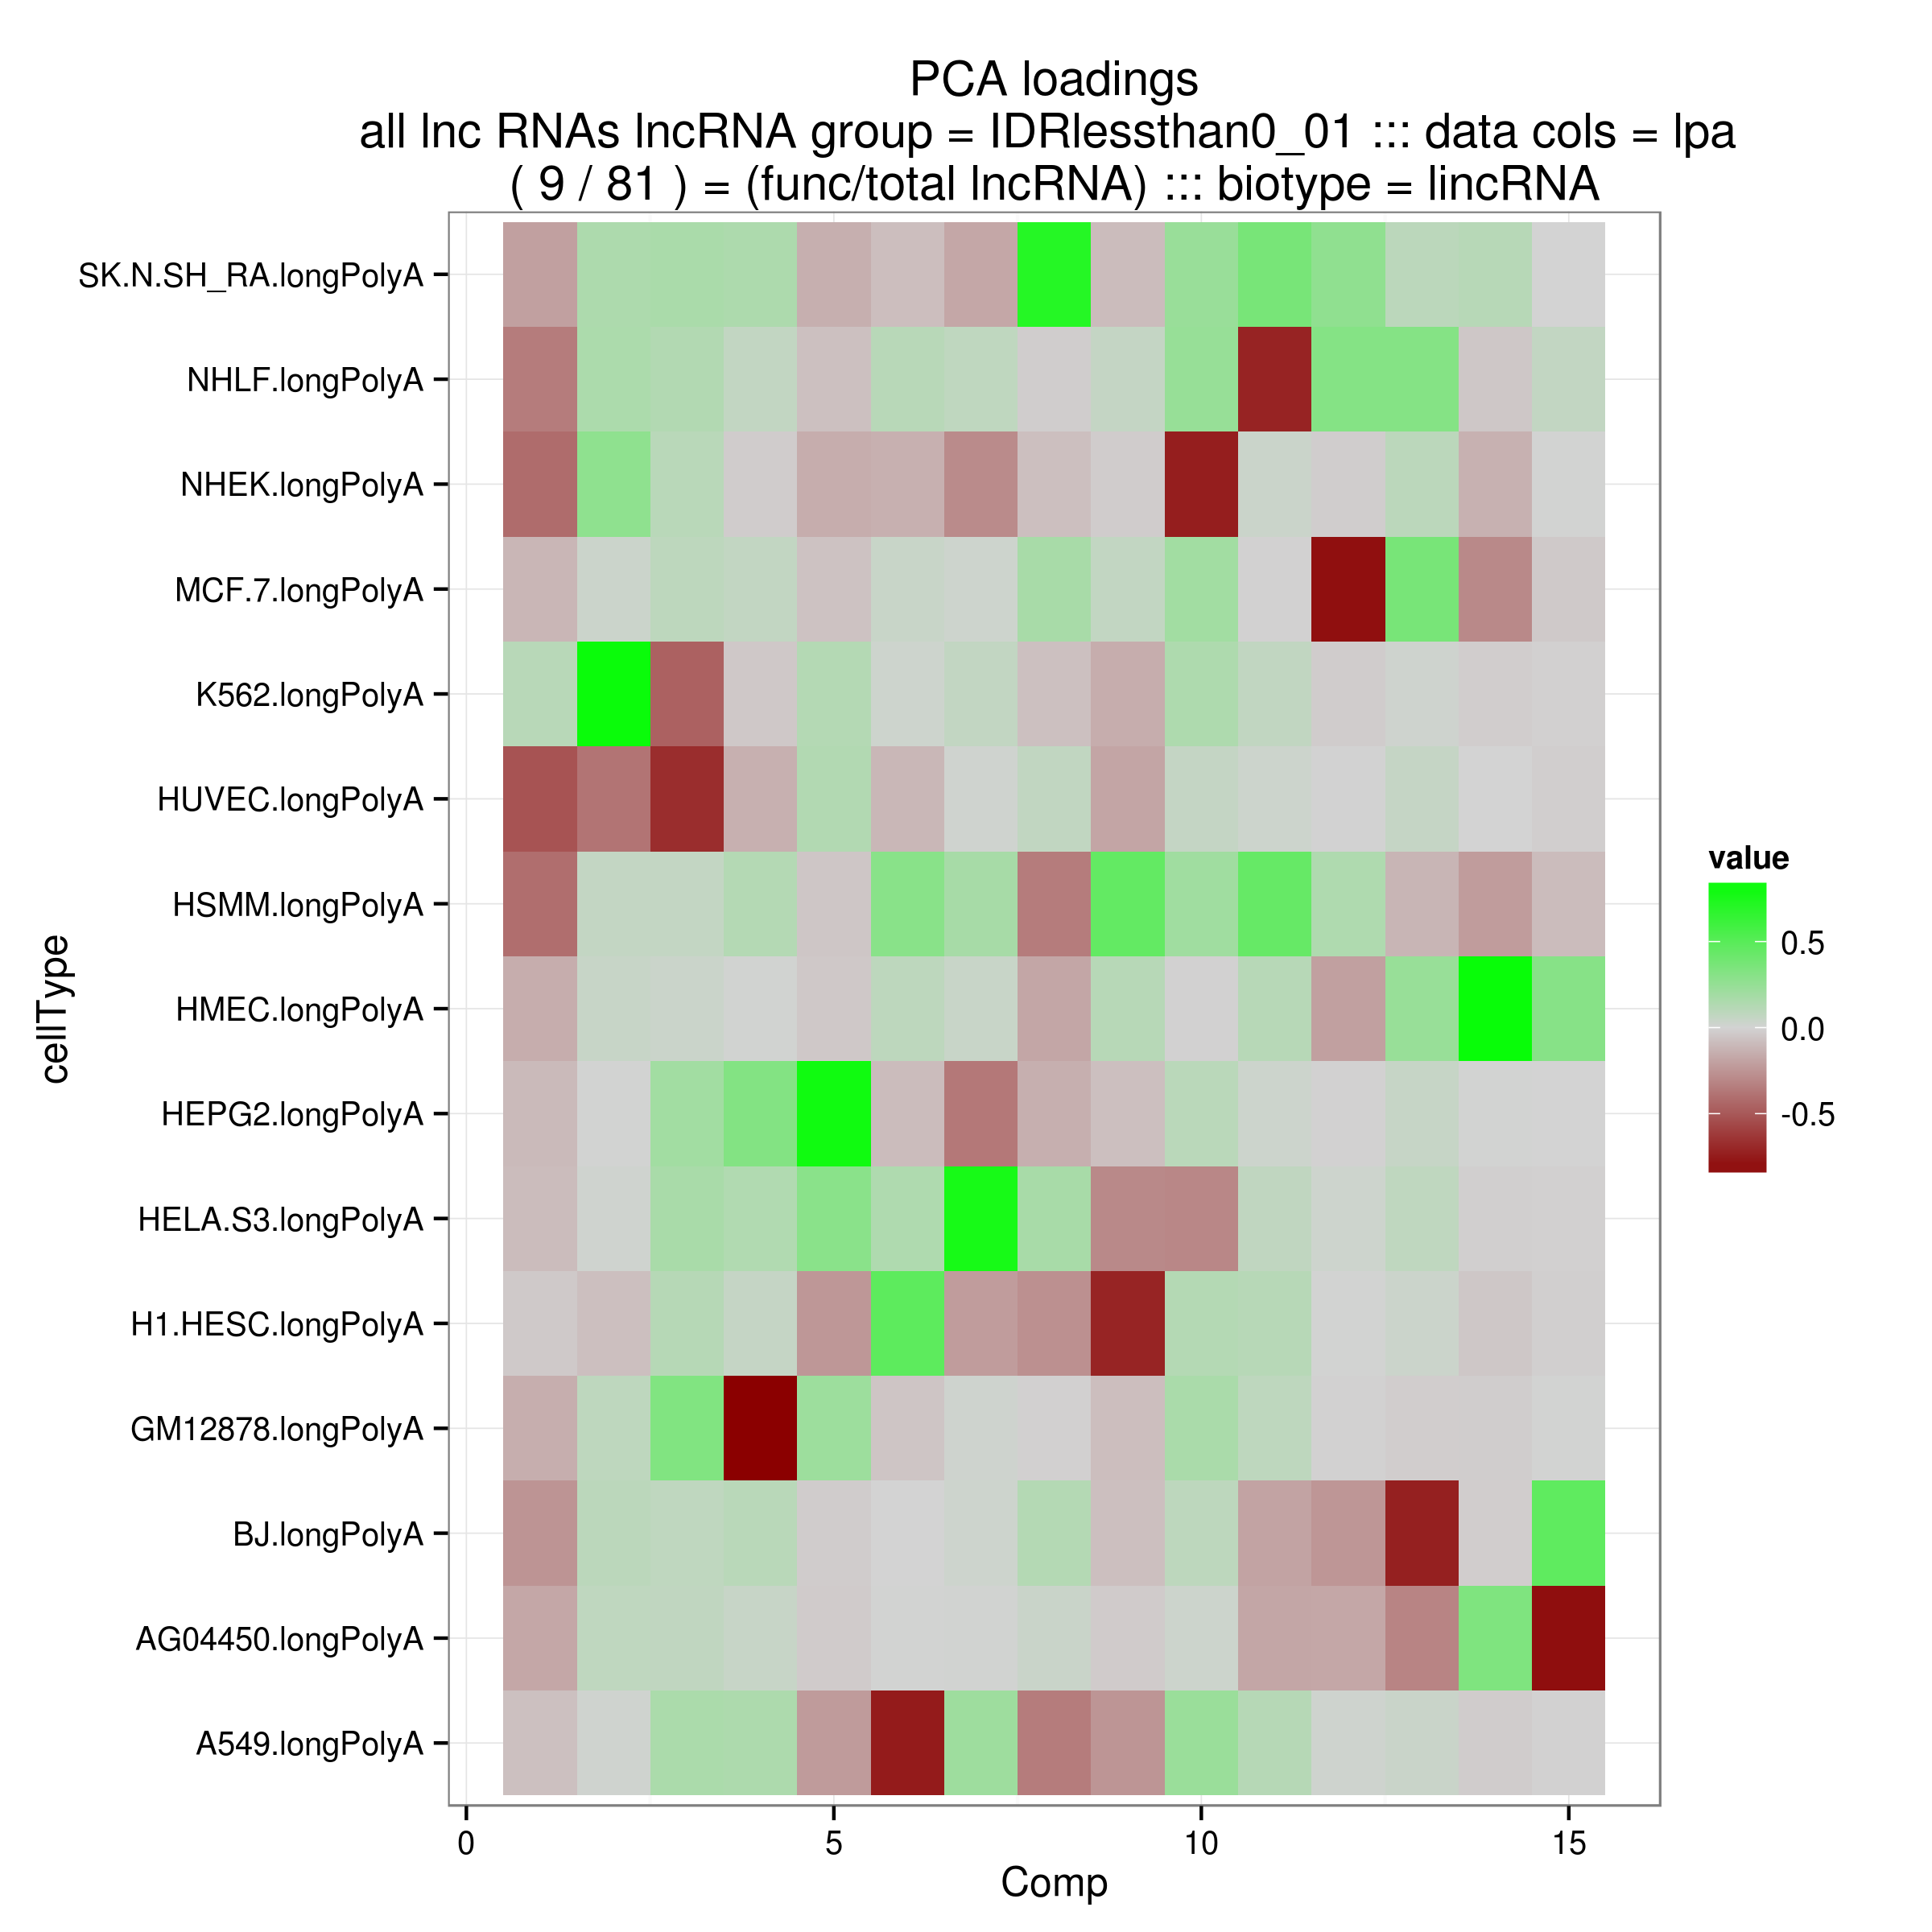 PCA loadings
all lnc RNAs lncRNA group = IDRlessthan0_01 ::: data cols = lpa
( 9 / 81 ) = (func/total lncRNA) ::: biotype = lincRNA
SK.N.SH_RA.longPolyA
NHLF.longPolyA
NHEK.longPolyA
MCF.7.longPolyA
K562.longPolyA
HUVEC.longPolyA
HSMM.longPolyA
HMEC.longPolyA
HEPG2.longPolyA
HELA.S3.longPolyA
H1.HESC.longPolyA
GM12878.longPolyA
BJ.longPolyA
AG04450.longPolyA
A549.longPolyA
cellType
0 5 10 15
Comp
value
0.5
0.0
-0.5